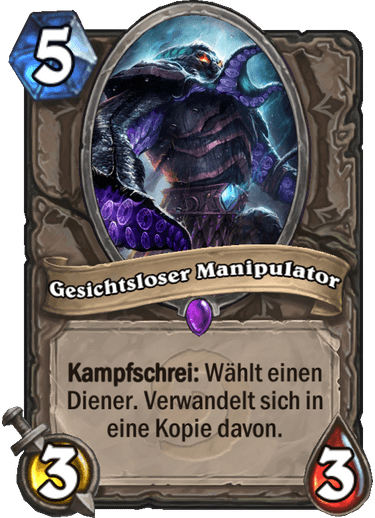 5
Gesichtsloser Manipulator
Kampfschrei: Wählt einen
Diener. Verwandelt sich in
eine Kopie davon.
3
3